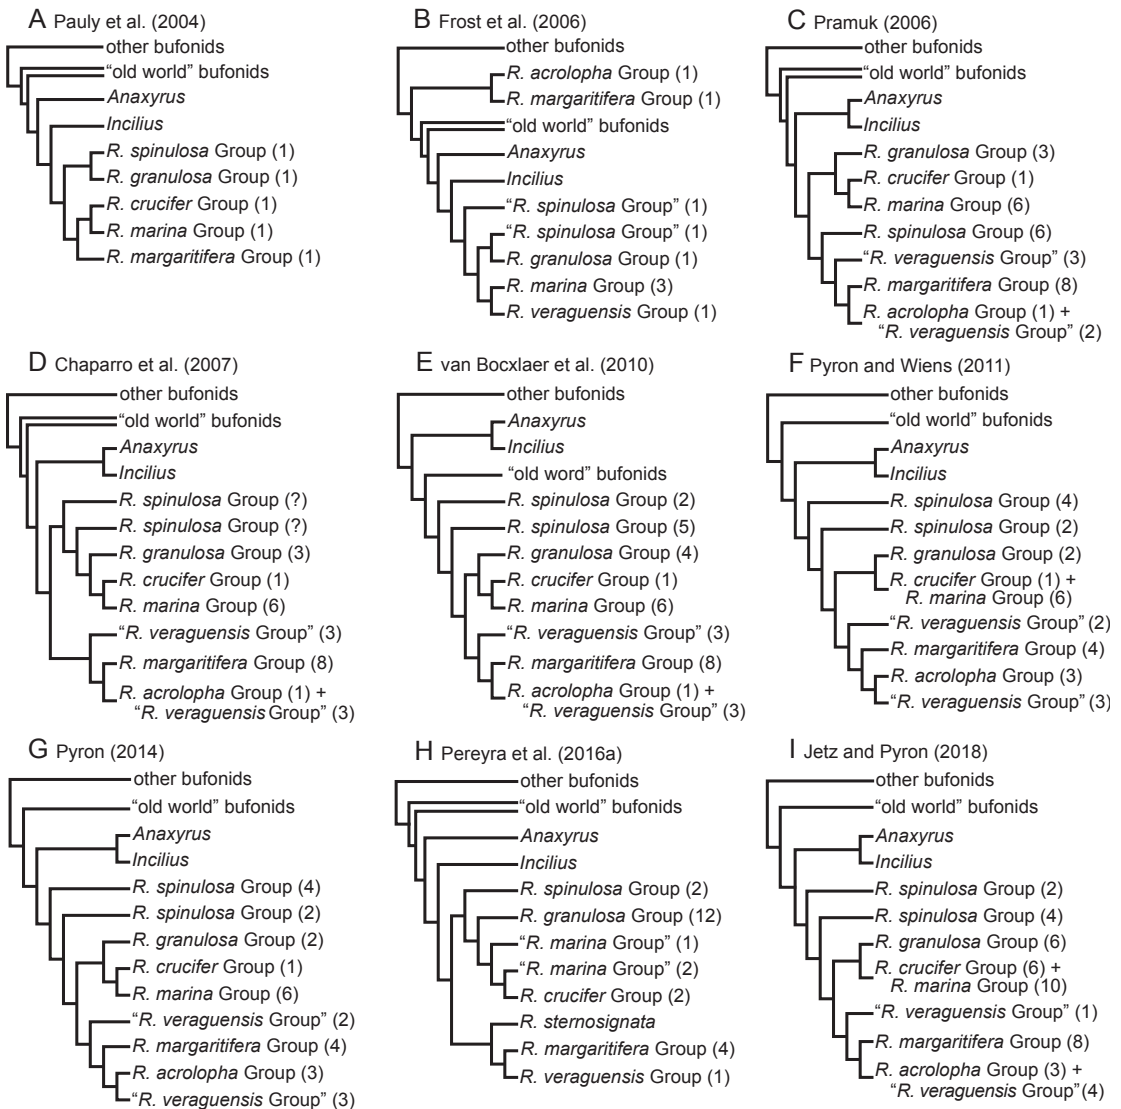 A Pauly et al. (2004)
other bufonids
“old world” bufonids
Anaxyrus
Incilius
R. spinulosa Group (1)
R. granulosa Group (1)
R. crucifer Group (1)
R. marina Group (1)
R. margaritifera Group (1)
B Frost et al. (2006)
other bufonids
R. acrolopha Group (1)
R. margaritifera Group (1)
“old world” bufonids
Anaxyrus
Incilius
“R. spinulosa Group” (1)
“R. spinulosa Group” (1)
R. granulosa Group (1)
R. marina Group (3)
R. veraguensis Group (1)
C Pramuk (2006)
other bufonids
“old world” bufonids
Anaxyrus
Incilius
R. granulosa Group (3)
R. crucifer Group (1)
R. marina Group (6)
R. spinulosa Group (6)
“R. veraguensis Group” (3)
R. margaritifera Group (8)
R. acrolopha Group (1) +
“R. veraguensis Group” (2)
D Chaparro et al. (2007)
other bufonids
“old world” bufonids
Anaxyrus
Incilius
R. spinulosa Group (?)
R. spinulosa Group (?)
R. granulosa Group (3)
R. crucifer Group (1)
R. marina Group (6)
“R. veraguensis Group” (3)
R. margaritifera Group (8)
R. acrolopha Group (1) +
“R. veraguensis Group” (3)
E van Bocxlaer et al. (2010)
other bufonids
Anaxyrus
Incilius
“old word” bufonids
R. spinulosa Group (2)
R. spinulosa Group (5)
R. granulosa Group (4)
R. crucifer Group (1)
R. marina Group (6)
“R. veraguensis Group” (3)
R. margaritifera Group (8)
R. acrolopha Group (1) +
“R. veraguensis Group” (3)
F Pyron and Wiens (2011)
other bufonids
“old world” bufonids
Anaxyrus
Incilius
R. spinulosa Group (4)
R. spinulosa Group (2)
R. granulosa Group (2)
R. crucifer Group (1) +
R. marina Group (6)
“R. veraguensis Group” (2)
R. margaritifera Group (4)
R. acrolopha Group (3)
“R. veraguensis Group” (3)
G Pyron (2014)
other bufonids
“old world” bufonids
Anaxyrus
Incilius
R. spinulosa Group (4)
R. spinulosa Group (2)
R. granulosa Group (2)
R. crucifer Group (1)
R. marina Group (6)
“R. veraguensis Group” (2)
R. margaritifera Group (4)
R. acrolopha Group (3)
“R. veraguensis Group” (3)
H Pereyra et al. (2016a)
other bufonids
“old world” bufonids
Anaxyrus
Incilius
R. spinulosa Group (2)
R. granulosa Group (12)
“R. marina Group” (1)
“R. marina Group” (2)
R. crucifer Group (2)
R. sternosignata
R. margaritifera Group (4)
R. veraguensis Group (1)
I Jetz and Pyron (2018)
other bufonids
“old world” bufonids
Anaxyrus
Incilius
R. spinulosa Group (2)
R. spinulosa Group (4)
R. granulosa Group (6)
R. crucifer Group (6) +
R. marina Group (10)
“R. veraguensis Group” (1)
R. margaritifera Group (8)
R. acrolopha Group (3) +
“R. veraguensis Group”(4)